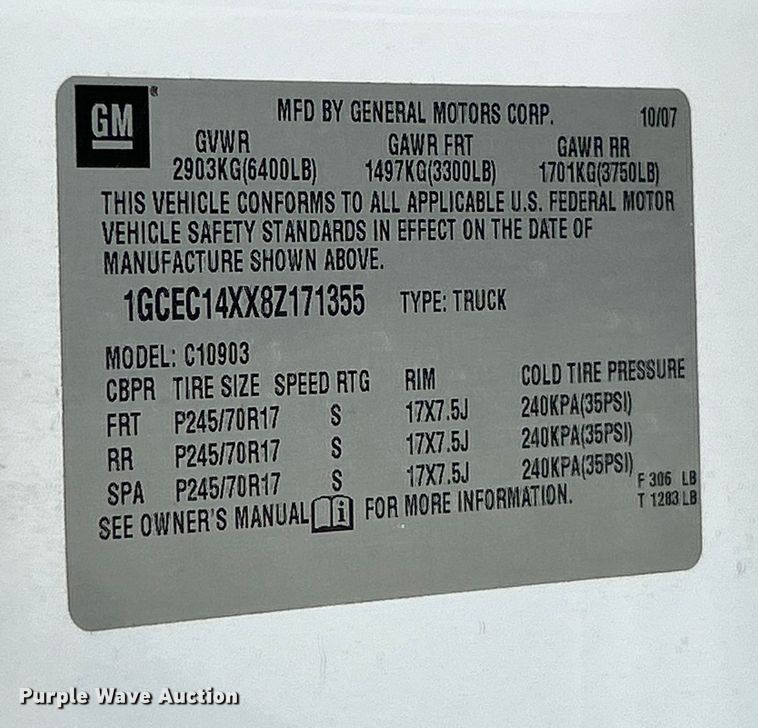 GM®
MFD BY GENERAL MOTORS CORP. 10/07
GVWR GAWR FRT GAWR RR
2903KG(6400LB) 1497KG(3300LB) 1701KG(3750LB)
THIS VEHICLE CONFORMS TO ALL APPLICABLE U.S. FEDERAL MOTOR
VEHICLE SAFETY STANDARDS IN EFFECT ON THE DATE OF
MANUFACTURE SHOWN ABOVE.
1GCEC14XX8Z171355 TYPE: TRUCK
MODEL: C10903
CBPR TIRE SIZE SPEED RTG RIM COLD TIRE PRESSURE
FRT P245/70R17 S 17X7.5J 240KPA(35PSI)
RR P245/70R17 S 17X7.5J 240KPA(35PSI)
SPA P245/70R17 S 17X7.5J 240KPA(35PSI)
F 306 LB
T 1283 LB
SEE OWNER'S MANUAL i FOR MORE INFORMATION.
Purple Wave Auction